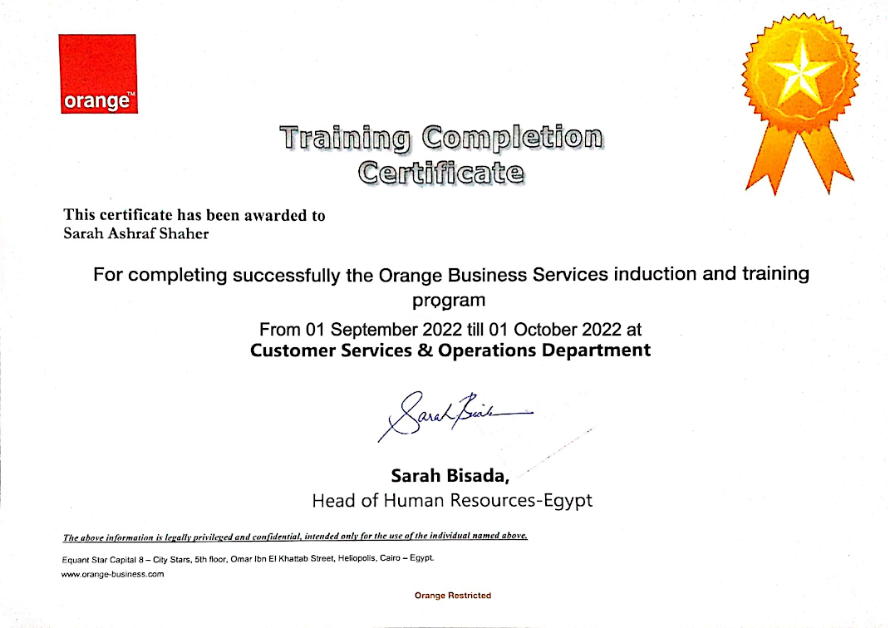 orange™
Training Completion
Certificate
This certificate has been awarded to
Sarah Ashraf Shaher
For completing successfully the Orange Business Services induction and training
program
From 01 September 2022 till 01 October 2022 at
Customer Services & Operations Department
Sarah Bisada,
Head of Human Resources-Egypt
The above information is legally privileged and confidential, intended only for the use of the individual named above.
Equant Star Capital 8 – City Stars, 5th floor, Omar Ibn El Khattab Street, Heliopolis, Cairo – Egypt.
www.orange-business.com
Orange Restricted